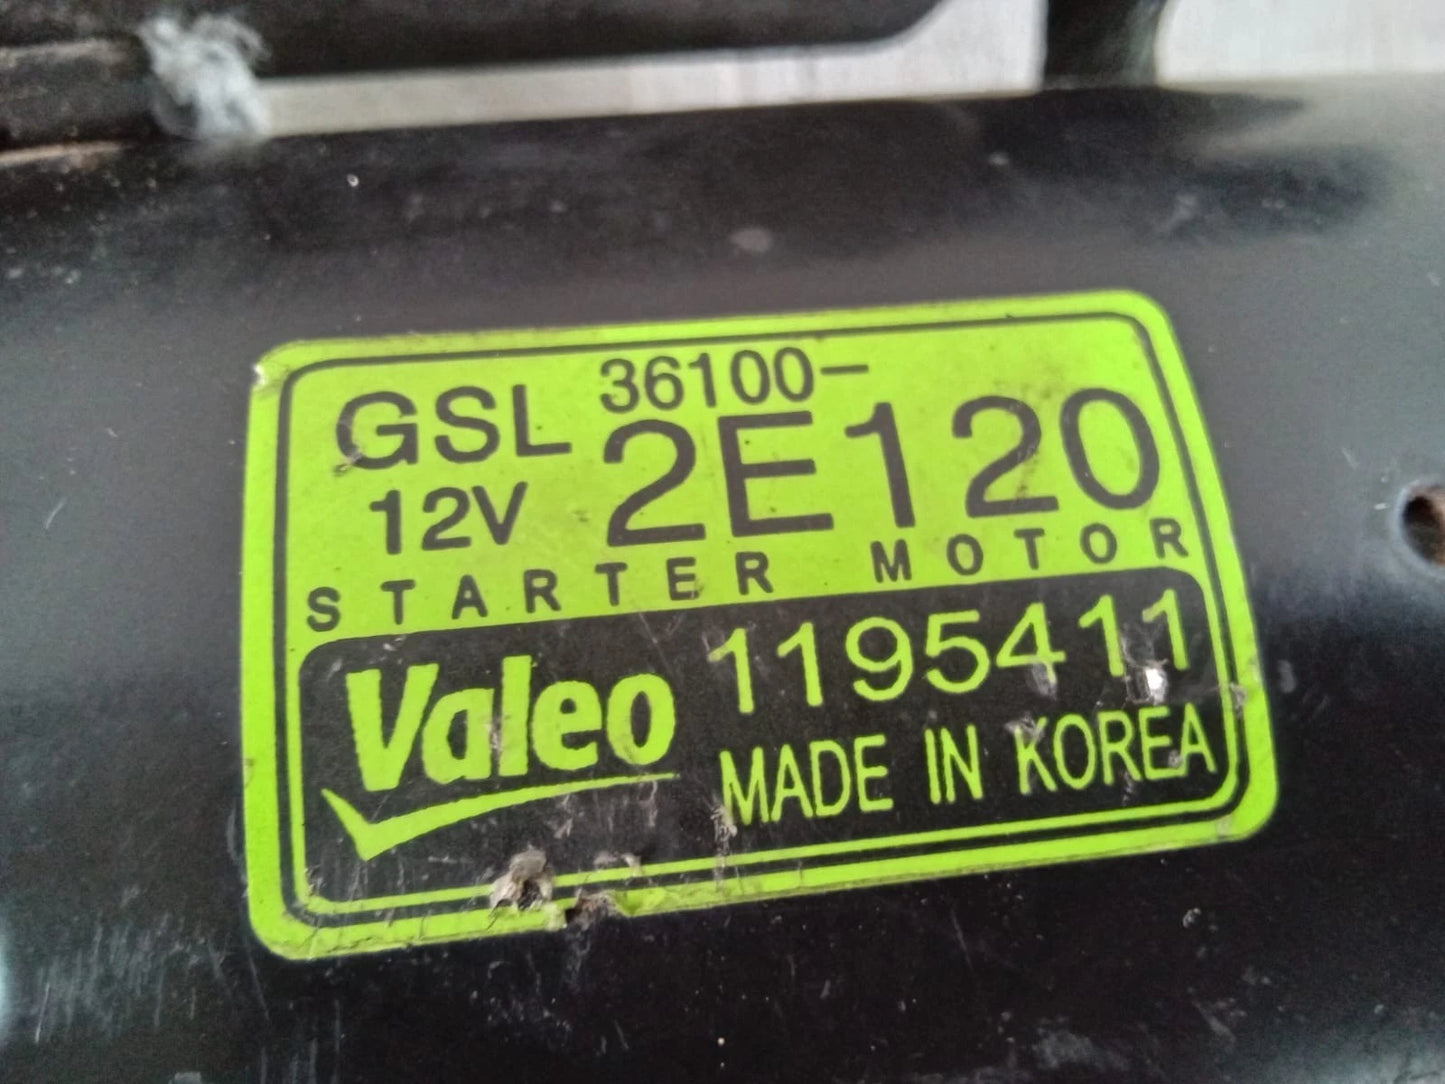 GSL 36100-
12V 2E120
STARTER MOTOR
Valeo 1195411
MADE IN KOREA